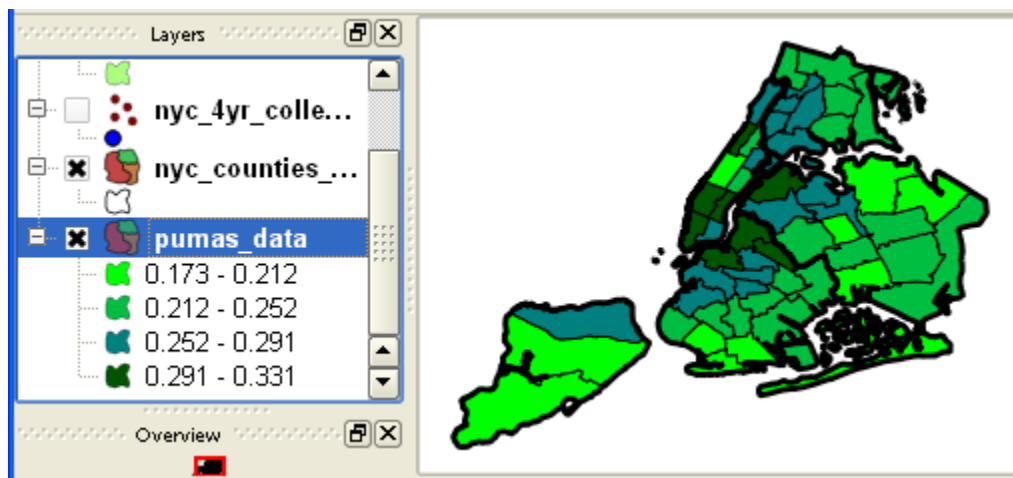 Layers
nyc_4yr_colle...
nyc_counties_...
pumas_data
0.173 - 0.212
0.212 - 0.252
0.252 - 0.291
0.291 - 0.331
Overview